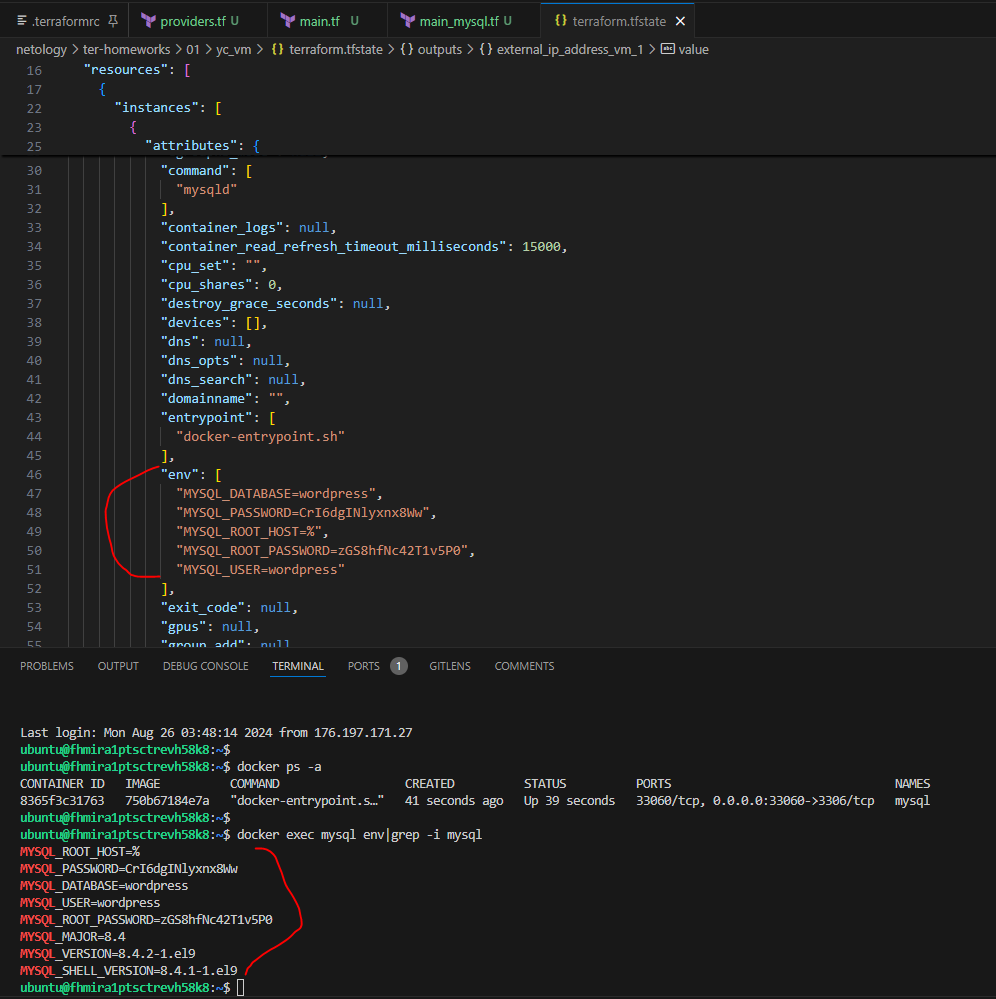 .terraformrc providers.tf U main.tf U main_mysql.tf U terraform.tfstate
netology > ter-homeworks > 01 > yc_vm > {} terraform.tfstate > {} outputs > {} external_ip_address_vm_1 > abc value
16 "resources": [
17 {
22 "instances": [
23 {
25 "attributes": {
30 "command": [
31 "mysqld"
32 ],
33 "container_logs": null,
34 "container_read_refresh_timeout_milliseconds": 15000,
35 "cpu_set": "",
36 "cpu_shares": 0,
37 "destroy_grace_seconds": null,
38 "devices": [],
39 "dns": null,
40 "dns_opts": null,
41 "dns_search": null,
42 "domainname": "",
43 "entrypoint": [
44 "docker-entrypoint.sh"
45 ],
46 "env": [
47 "MYSQL_DATABASE=wordpress",
48 "MYSQL_PASSWORD=CrI6dgINlyxnx8Ww",
49 "MYSQL_ROOT_HOST=%",
50 "MYSQL_ROOT_PASSWORD=zGS8hfNc42T1v5P0",
51 "MYSQL_USER=wordpress"
52 ],
53 "exit_code": null,
54 "gpus": null,
55 "group_add": null
PROBLEMS OUTPUT DEBUG CONSOLE TERMINAL PORTS 1 GITLENS COMMENTS
Last login: Mon Aug 26 03:48:14 2024 from 176.197.171.27
ubuntu@fhmira1ptsctrevh58k8:~$
ubuntu@fhmira1ptsctrevh58k8:~$ docker ps -a
CONTAINER ID IMAGE COMMAND CREATED STATUS PORTS NAMES
8365f3c31763 750b67184e7a "docker-entrypoint.s…" 41 seconds ago Up 39 seconds 33060/tcp, 0.0.0.0:33060->3306/tcp mysql
ubuntu@fhmira1ptsctrevh58k8:~$
ubuntu@fhmira1ptsctrevh58k8:~$ docker exec mysql env|grep -i mysql
MYSQL_ROOT_HOST=%
MYSQL_PASSWORD=CrI6dgINlyxnx8Ww
MYSQL_DATABASE=wordpress
MYSQL_USER=wordpress
MYSQL_ROOT_PASSWORD=zGS8hfNc42T1v5P0
MYSQL_MAJOR=8.4
MYSQL_VERSION=8.4.2-1.el9
MYSQL_SHELL_VERSION=8.4.1-1.el9
ubuntu@fhmira1ptsctrevh58k8:~$